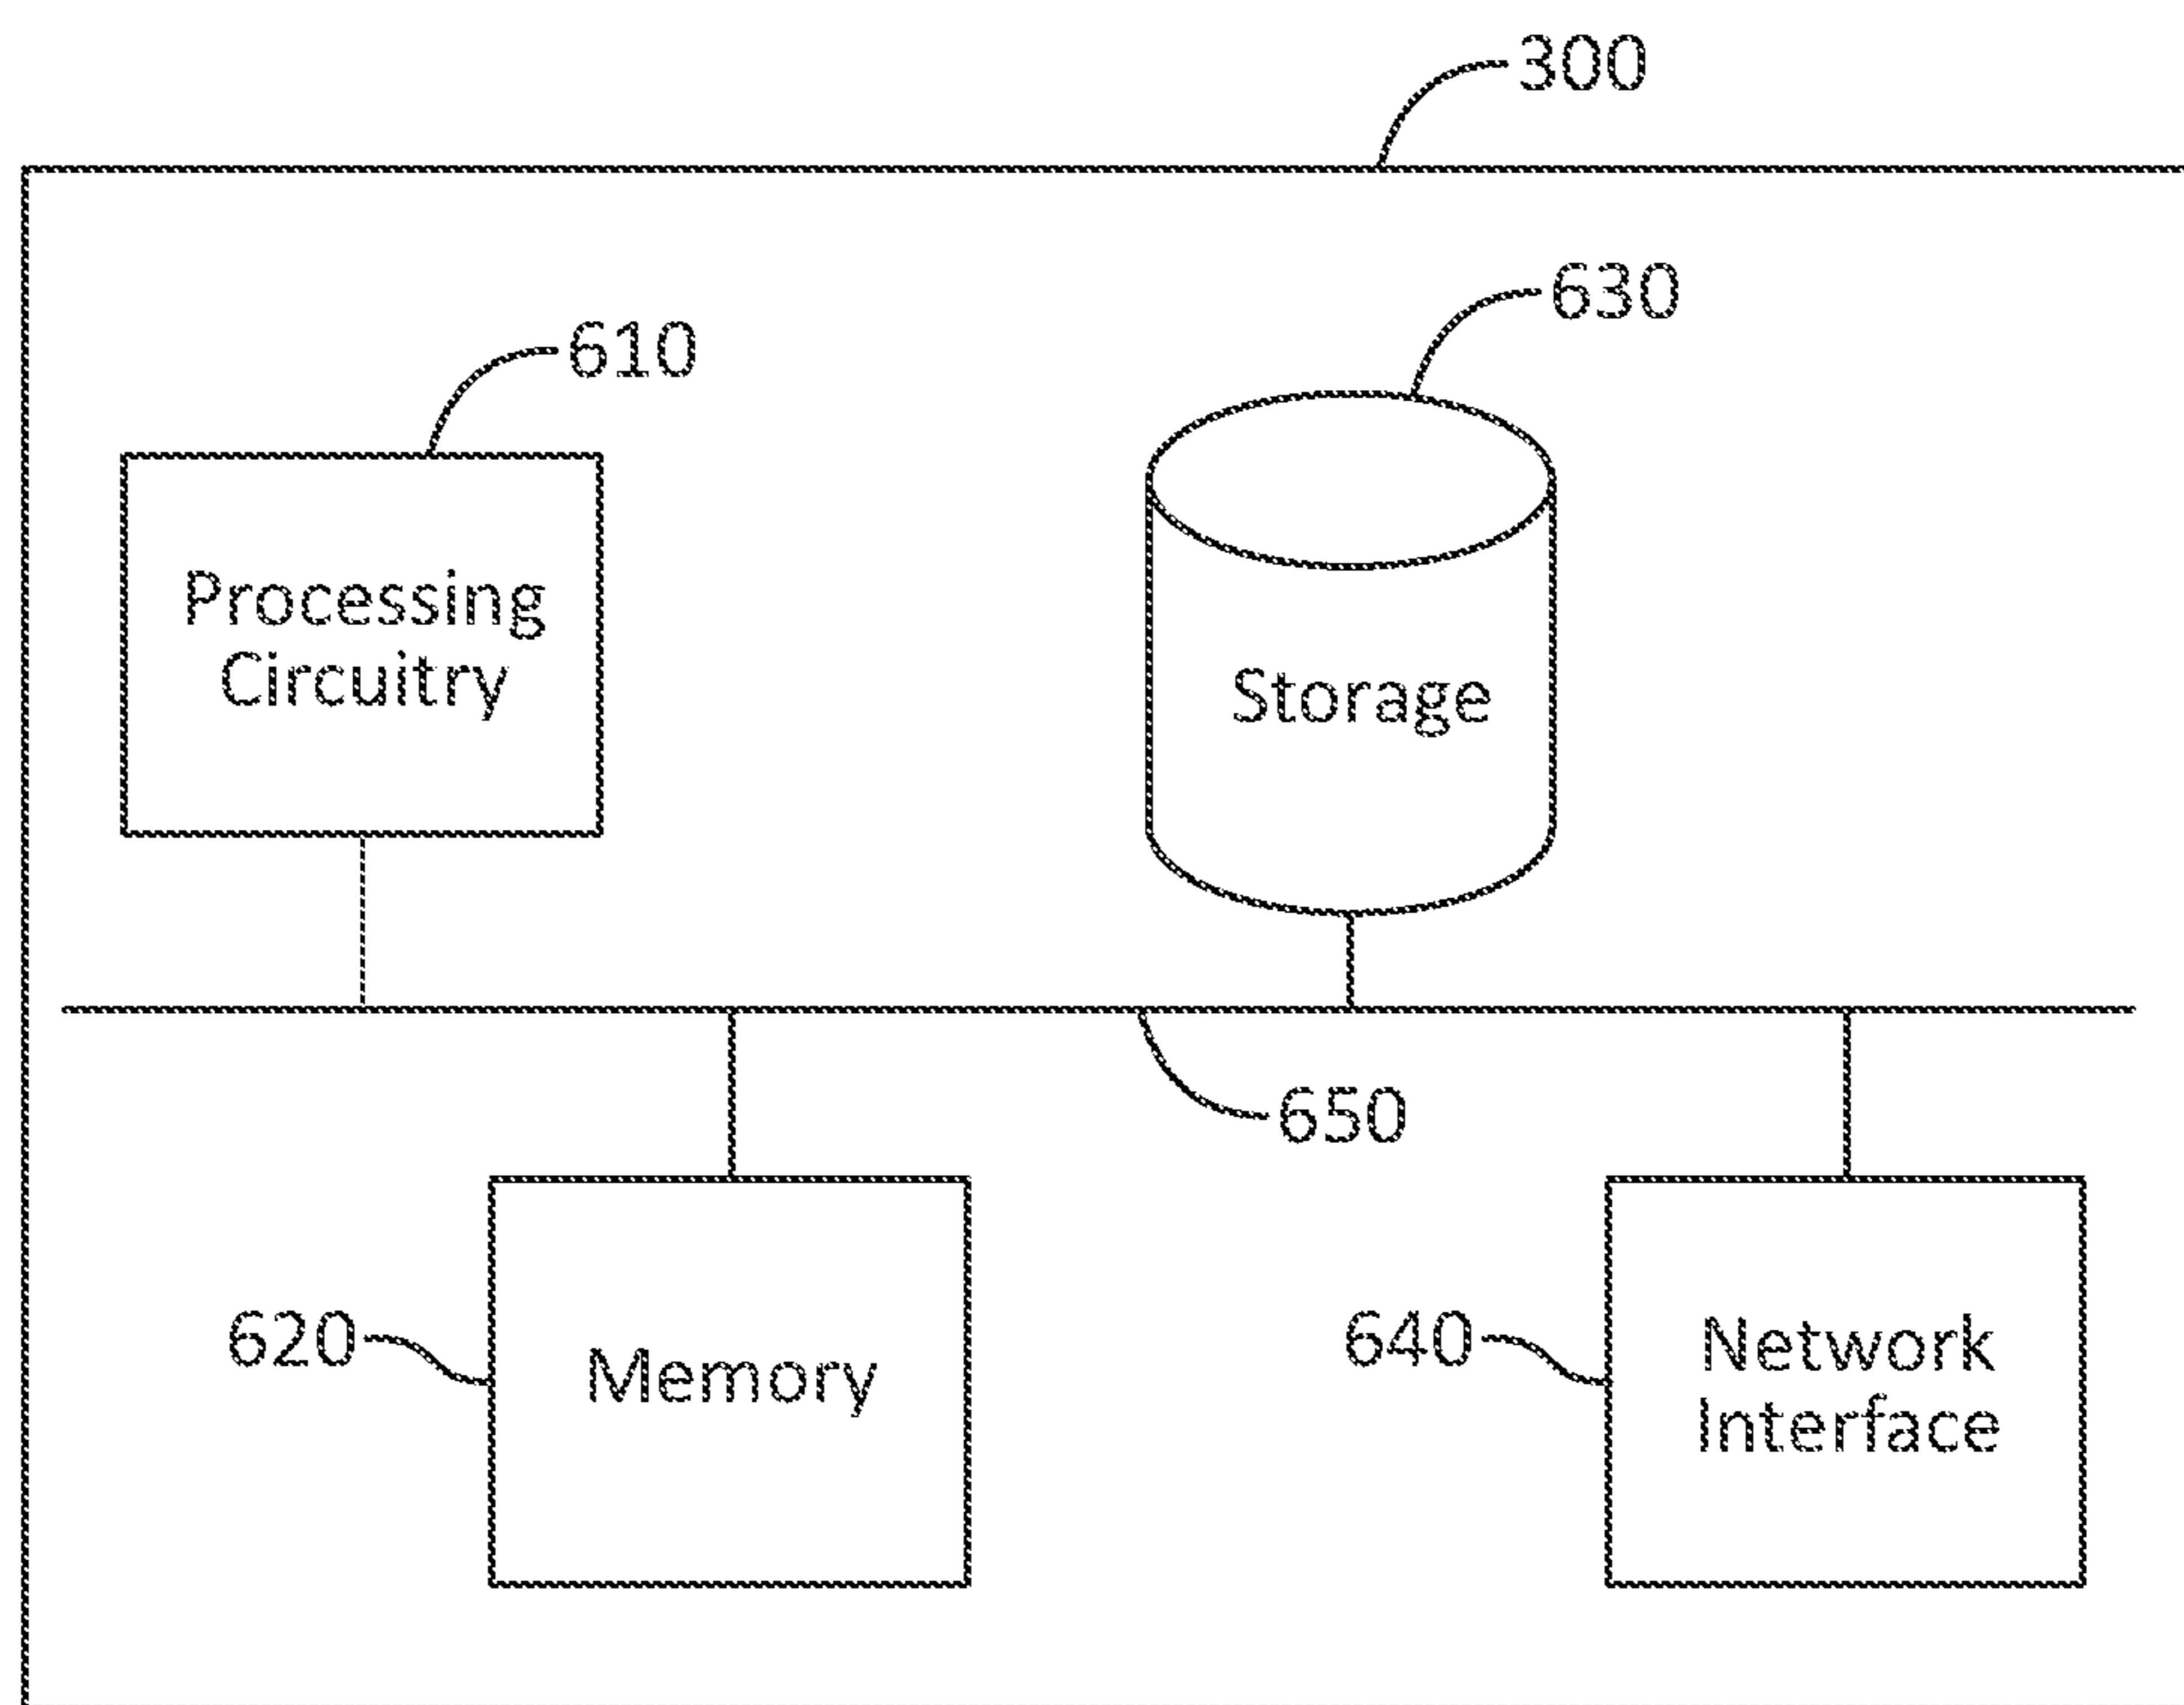 300
630
610
Processing
Circuitry
Storage
650
620
Memory
640
Network
Interface